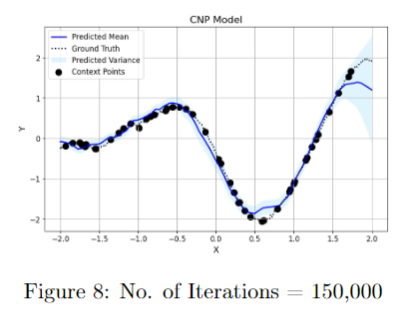 CNP Model
Predicted Mean
Ground Truth
Predicted Variance
Context Points
Y
2
1
0
−1
−2
−2.0 −1.5 −1.0 −0.5 0.0 0.5 1.0 1.5 2.0
X
Figure 8: No. of Iterations = 150,000